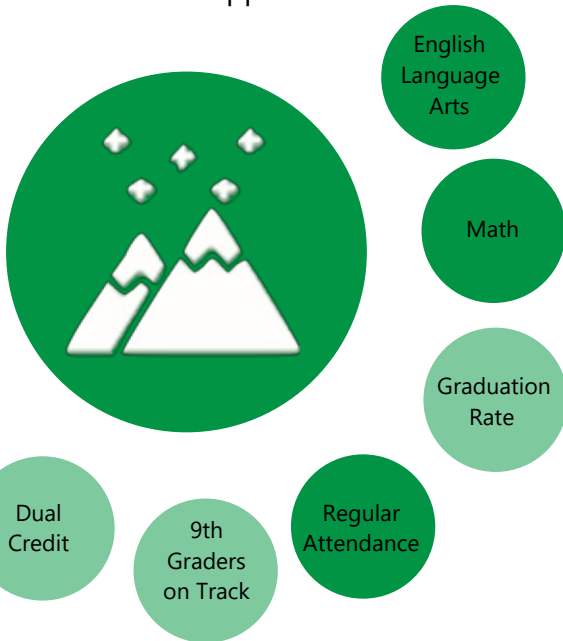 English
Language
Arts
Math
Graduation
Rate
Regular
Attendance
9th
Graders
on Track
Dual
Credit